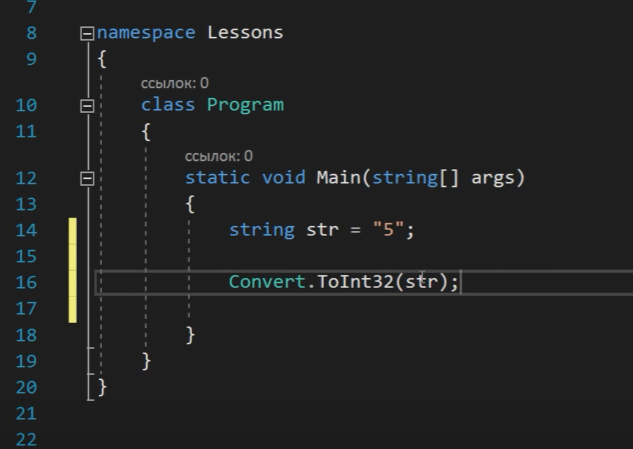 7
8 namespace Lessons
9 {
ссылок: 0
10 class Program
11 {
ссылок: 0
12 static void Main(string[] args)
13 {
14 string str = "5";
15
16 Convert.ToInt32(str);
17
18 }
19 }
20 }
21
22